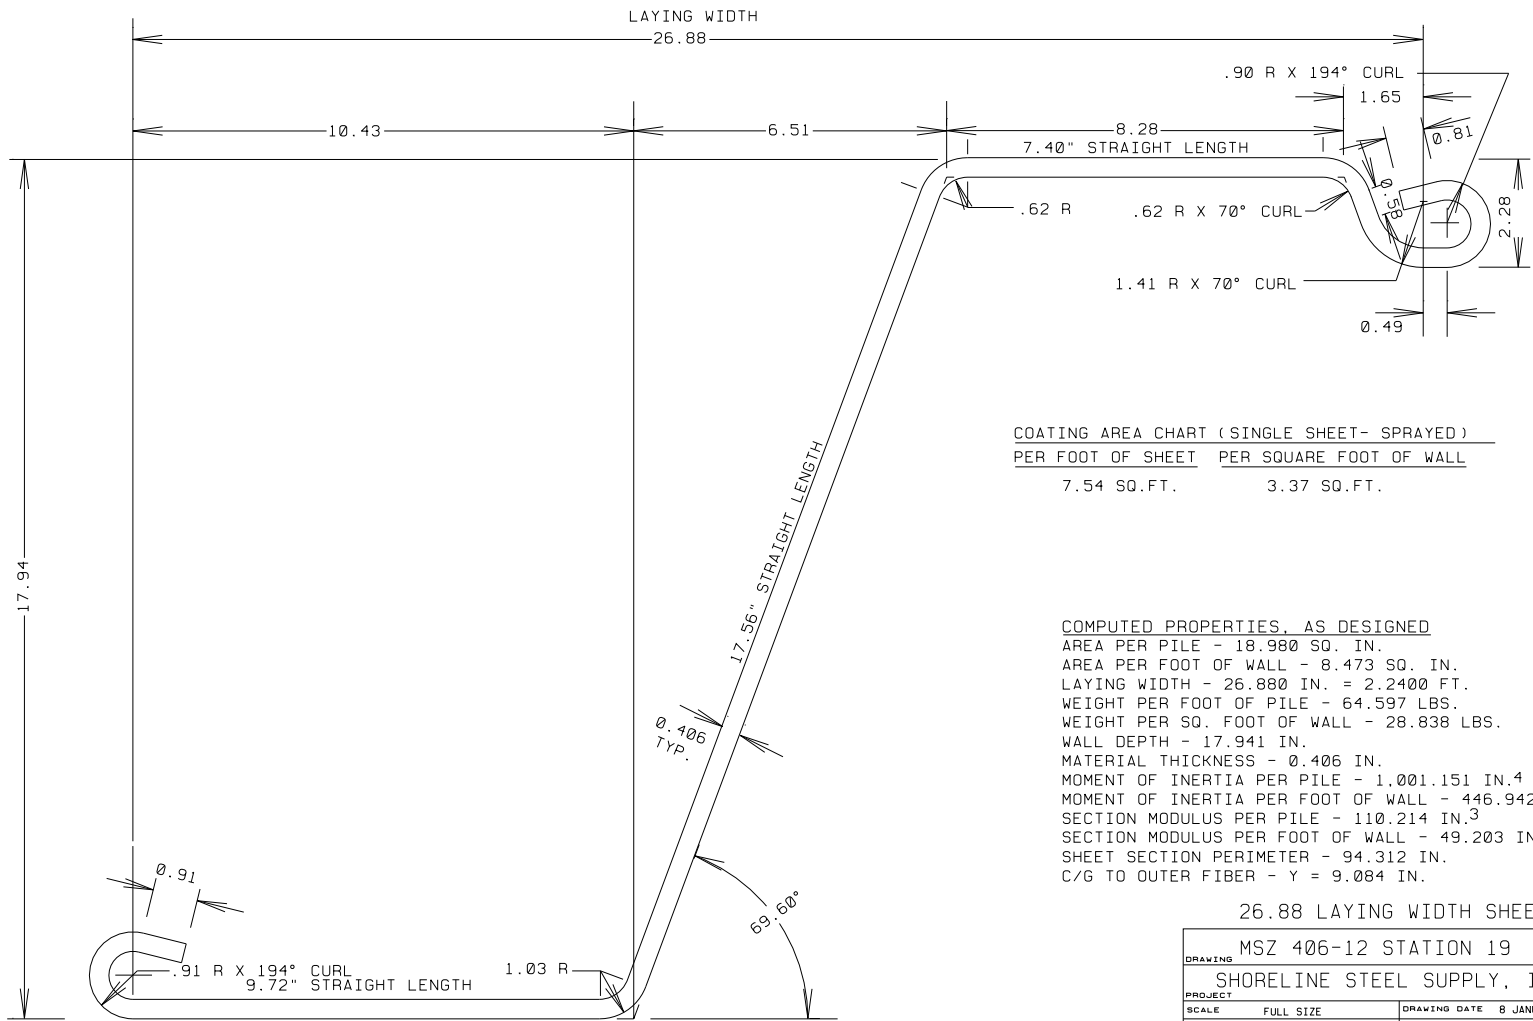 LAYING WIDTH
26.88
.90 R X 194° CURL
1.65
10.43
6.51
8.28
0.81
7.40" STRAIGHT LENGTH
0.58
.62 R
.62 R X 70° CURL
2.28
1.41 R X 70° CURL
0.49
COATING AREA CHART (SINGLE SHEET- SPRAYED)
PER FOOT OF SHEET PER SQUARE FOOT OF WALL
7.54 SQ.FT. 3.37 SQ.FT.
17.94
17.56" STRAIGHT LENGTH
COMPUTED PROPERTIES, AS DESIGNED
AREA PER PILE - 18.980 SQ. IN.
AREA PER FOOT OF WALL - 8.473 SQ. IN.
LAYING WIDTH - 26.880 IN. = 2.2400 FT.
WEIGHT PER FOOT OF PILE - 64.597 LBS.
WEIGHT PER SQ. FOOT OF WALL - 28.838 LBS.
WALL DEPTH - 17.941 IN.
MATERIAL THICKNESS - 0.406 IN.
MOMENT OF INERTIA PER PILE - 1,001.151 IN.4
MOMENT OF INERTIA PER FOOT OF WALL - 446.942
SECTION MODULUS PER PILE - 110.214 IN.3
SECTION MODULUS PER FOOT OF WALL - 49.203 IN
SHEET SECTION PERIMETER - 94.312 IN.
C/G TO OUTER FIBER - Y = 9.084 IN.
0.406
TYP.
0.91
69.60°
.91 R X 194° CURL
9.72" STRAIGHT LENGTH
1.03 R
26.88 LAYING WIDTH SHEE
DRAWING MSZ 406-12 STATION 19
PROJECT SHORELINE STEEL SUPPLY,
SCALE FULL SIZE
DRAWING DATE 8 JAN